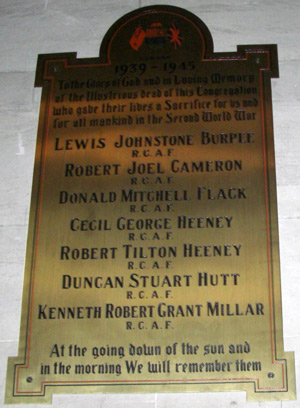 1939 - 1945
To the Glory of God and in Loving Memory
of the Illustrious dead of this Congregation
who gave their lives a Sacrifice for us and
for all mankind in the Second World War
LEWIS JOHNSTONE BURPLE
R.C.A.F
ROBERT JOEL CAMERON
R.C.A.F
DONALD MITCHELL FLACK
R.C.A.F.
CECIL GEORGE HEENEY
R.C.A.F.
ROBERT TILTON HEENEY
R.C.A.F.
DUNCAN STUART HUTT
R.C.A.F.
KENNETH ROBERT GRANT MILLAR
R.C.A.F.
At the going down of the sun and
in the morning We will remember them